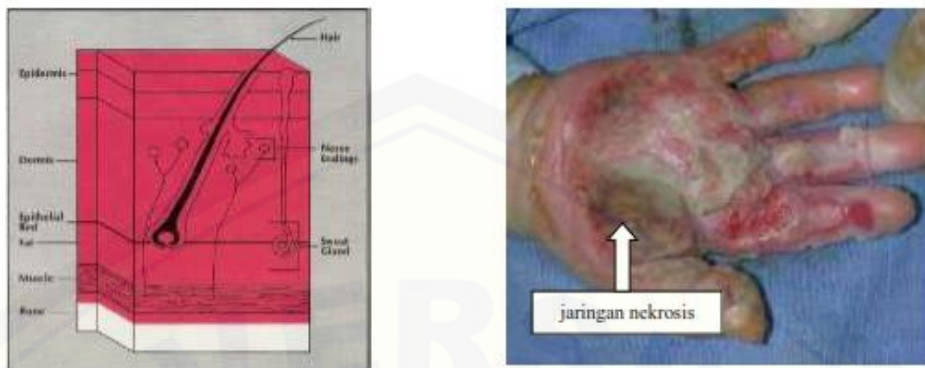 Hair
Epidermis
Dermis
Nerve
Endings
Epithelial
Bed
Fat
Sweat
Gland
Muscle
Bone
jaringan nekrosis